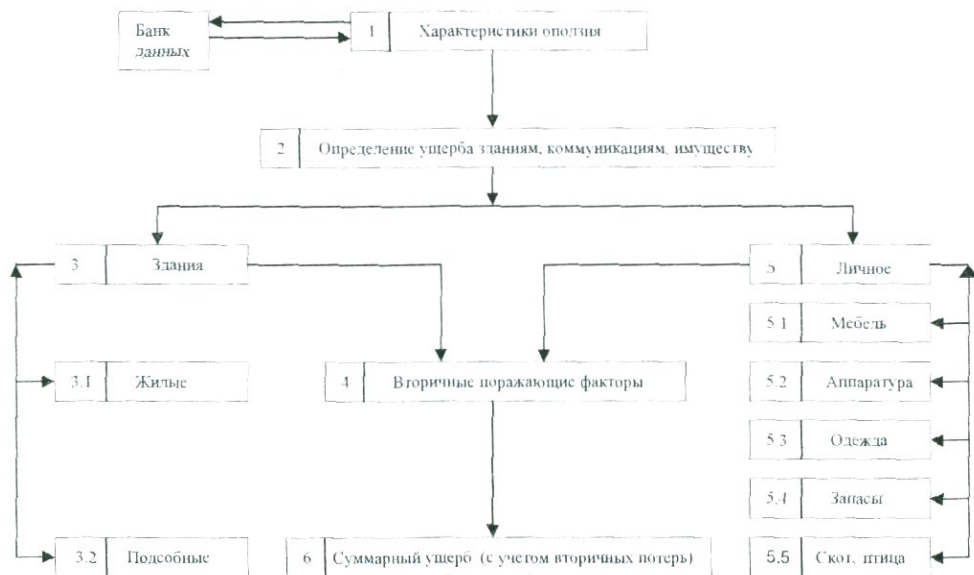 Банк
данных
1 Характеристики оползня
2 Определение ущерба зданиям, коммуникациям, имуществу
3 Здания
5 Личное
5.1 Мебель
3.1 Жилые
4 Вторичные поражающие факторы
5.2 Аппаратура
5.3 Одежда
5.4 Запасы
3.2 Подсобные
6 Суммарный ущерб (с учетом вторичных потерь)
5.5 Скот, птица